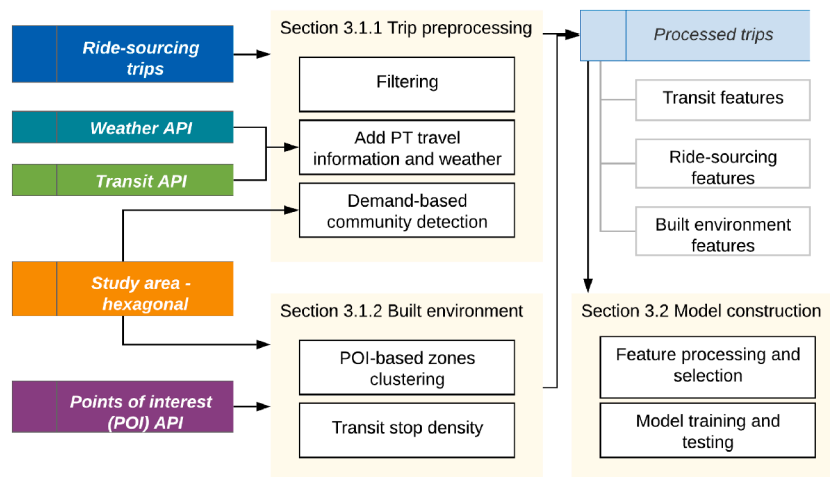 Ride-sourcing
trips
Weather API
Transit API
Study area -
hexagonal
Points of interest
(POI) API
Section 3.1.1 Trip preprocessing
Filtering
Add PT travel
information and weather
Demand-based
community detection
Section 3.1.2 Built environment
POI-based zones
clustering
Transit stop density
Processed trips
Transit features
Ride-sourcing
features
Built environment
features
Section 3.2 Model construction
Feature processing and
selection
Model training and
testing